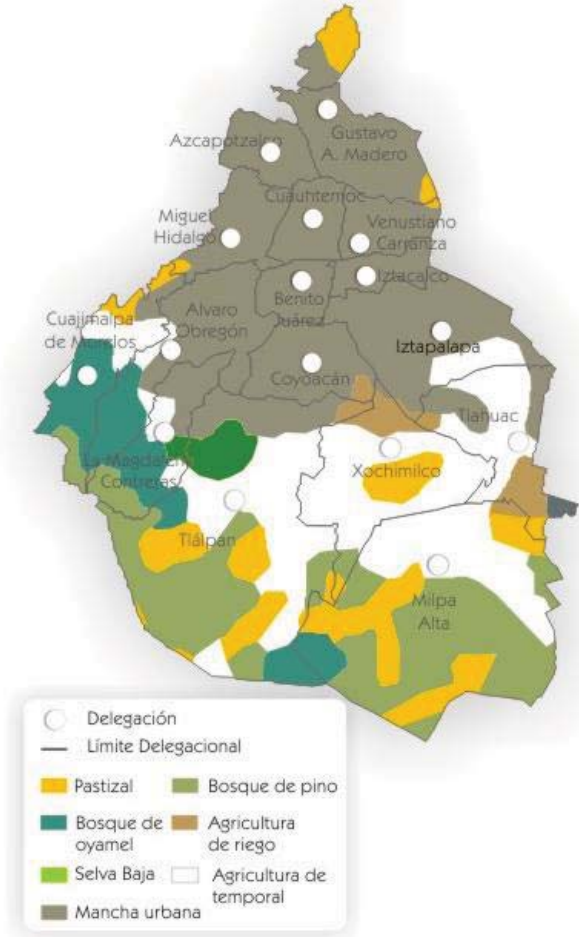 Gustavo
A. Madero
Azcapotzalco
Cuauhtemoc
Miguel
Hidalgo
Venustiano
Carranza
Iztacalco
Benito
Juárez
Alvaro
Obregón
Cuajimalpa
de Morelos
Iztapalapa
Coyoacán
Tlahuac
La Magdalena
Contreras
Xochimilco
Tlálpan
Milpa
Alta
Delegación
Límite Delegacional
Pastizal
Bosque de pino
Bosque de
oyamel
Agricultura
de riego
Selva Baja
Agricultura de
temporal
Mancha urbana